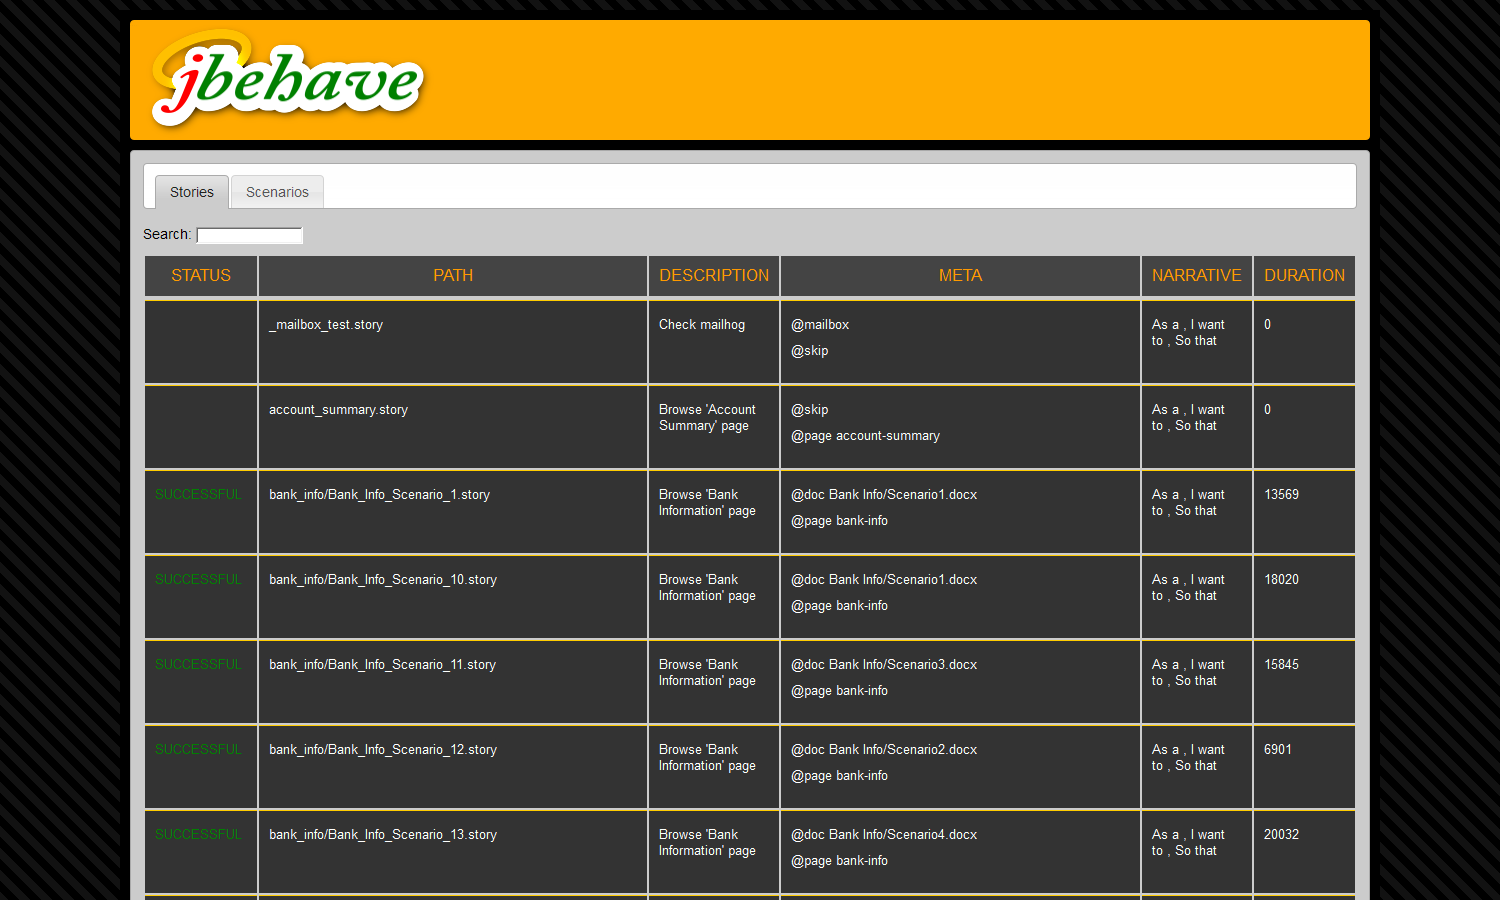 jbehave
Stories Scenarios
Search:
STATUS PATH DESCRIPTION META NARRATIVE DURATION
_mailbox_test.story Check mailhog @mailbox As a , I want 0
@skip to , So that
account_summary.story Browse 'Account @skip As a , I want 0
Summary' page @page account-summary to , So that
SUCCESSFUL bank_info/Bank_Info_Scenario_1.story Browse 'Bank @doc Bank Info/Scenario1.docx As a , I want 13569
Information' page @page bank-info to , So that
SUCCESSFUL bank_info/Bank_Info_Scenario_10.story Browse 'Bank @doc Bank Info/Scenario1.docx As a , I want 18020
Information' page @page bank-info to , So that
SUCCESSFUL bank_info/Bank_Info_Scenario_11.story Browse 'Bank @doc Bank Info/Scenario3.docx As a , I want 15845
Information' page @page bank-info to , So that
SUCCESSFUL bank_info/Bank_Info_Scenario_12.story Browse 'Bank @doc Bank Info/Scenario2.docx As a , I want 6901
Information' page @page bank-info to , So that
SUCCESSFUL bank_info/Bank_Info_Scenario_13.story Browse 'Bank @doc Bank Info/Scenario4.docx As a , I want 20032
Information' page @page bank-info to , So that